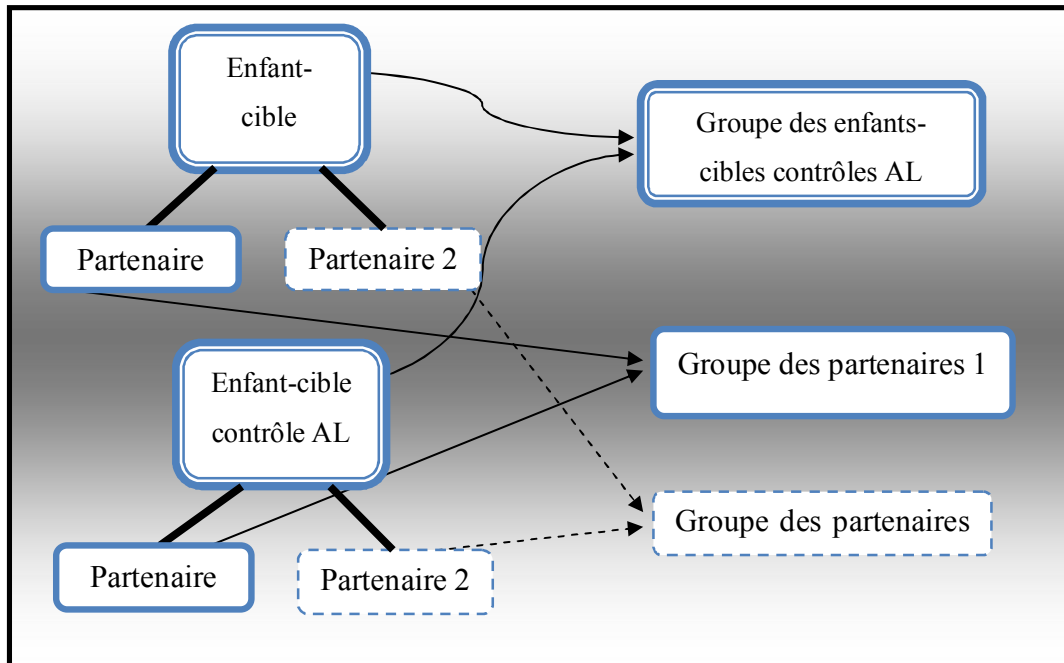 Enfant-
cible
Groupe des enfants-
cibles contrôles AL
Partenaire
Partenaire 2
Groupe des partenaires 1
Enfant-cible
contrôle AL
Groupe des partenaires
Partenaire
Partenaire 2